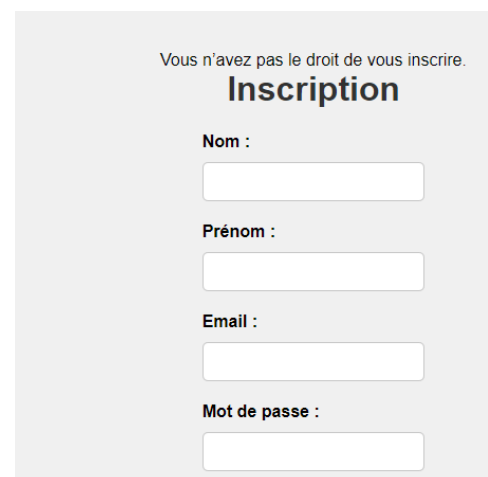 Vous n’avez pas le droit de vous inscrire.
Inscription
Nom :
Prénom :
Email :
Mot de passe :